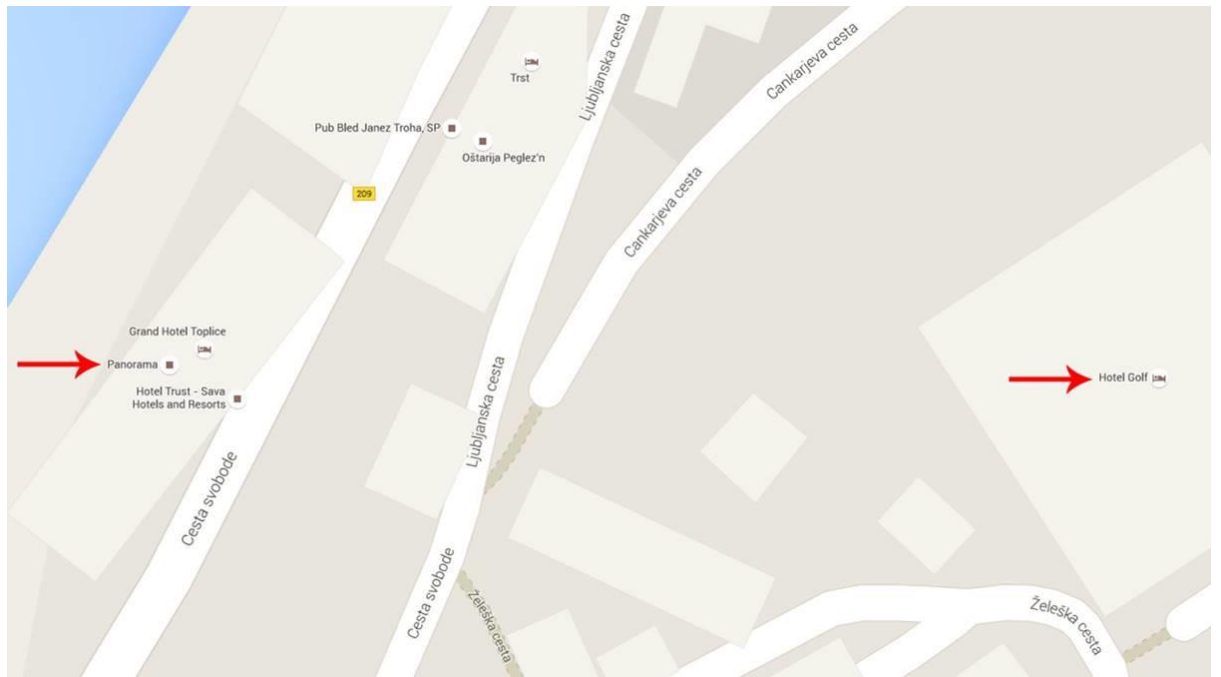 Trst
Ljubljanska cesta
Cankarjeva cesta
Pub Bled Janez Troha, SP
Oštarija Peglez'n
209
Cankarjeva cesta
Grand Hotel Toplice
Panorama
Hotel Golf
Hotel Trust - Sava
Hotels and Resorts
Ljubljanska cesta
Cesta svobode
Cesta svobode
Želeška cesta
Želeška cesta